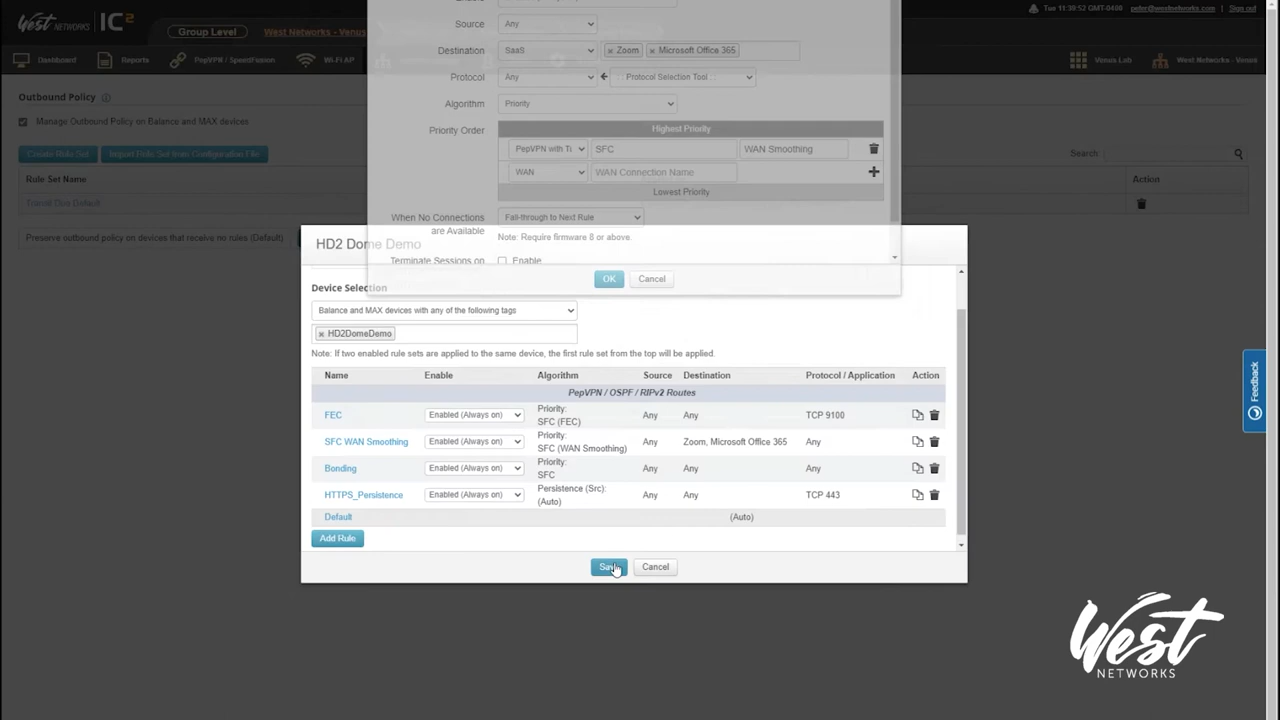 West NETWORKS IC2 Group Level West Networks - Venus Tue 11:39:52 GMT-0400 peter@westnetworks.com Sign out
Dashboard Reports PepVPN / SpeedFusion Wi-Fi AP Venus Lab West Networks - Venus
Outbound Policy
Manage Outbound Policy on Balance and MAX devices
Create Rule Set Import Rule Set from Configuration File Search:
Rule Set Name Action
Preserve outbound policy on devices that receive no rules (Default)
Source Any
Destination SaaS × Zoom × Microsoft Office 365
Protocol Any :: Protocol Selection Tool ::
Algorithm Priority
Priority Order Highest Priority
PepVPN with Tu SFC WAN Smoothing
WAN WAN Connection Name
Lowest Priority
When No Connections are Available Fall-through to Next Rule
Note: Require firmware 8 or above.
Terminate Sessions on Enable
OK Cancel
HD2 Dome Demo
Device Selection
Balance and MAX devices with any of the following tags
× HD2DomeDemo
Note: If two enabled rule sets are applied to the same device, the first rule set from the top will be applied.
Name Enable Algorithm Source Destination Protocol / Application Action
PepVPN / OSPF / RIPv2 Routes
FEC Enabled (Always on) Priority: SFC (FEC) Any Any TCP 9100
SFC WAN Smoothing Enabled (Always on) Priority: SFC (WAN Smoothing) Any Zoom, Microsoft Office 365 Any
Bonding Enabled (Always on) Priority: SFC Any Any Any
HTTPS_Persistence Enabled (Always on) Persistence (Src): (Auto) Any Any TCP 443
Default (Auto)
Add Rule
Save Cancel
Feedback
West
NETWORKS